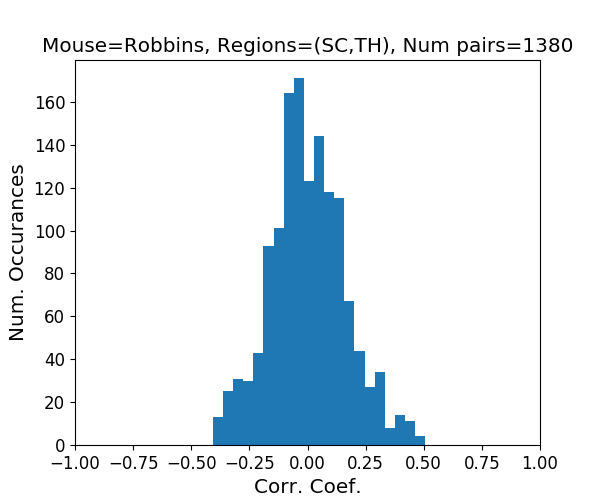 Mouse=Robbins, Regions=(SC,TH), Num pairs=1380
Num. Occurances
160
140
120
100
80
60
40
20
0
−1.00 −0.75 −0.50 −0.25 0.00 0.25 0.50 0.75 1.00
Corr. Coef.